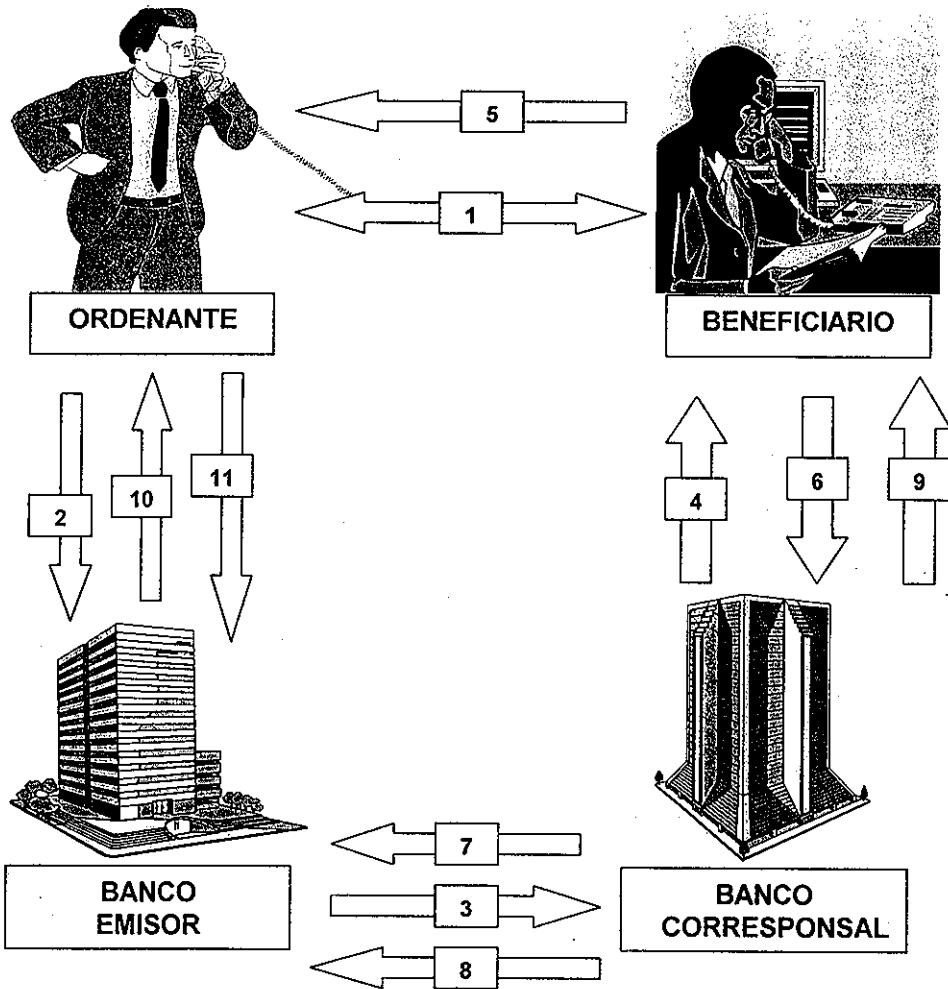 5
1
ORDENANTE
BENEFICIARIO
2
10
11
4
6
9
7
3
8
BANCO
EMISOR
BANCO
CORRESPONSAL